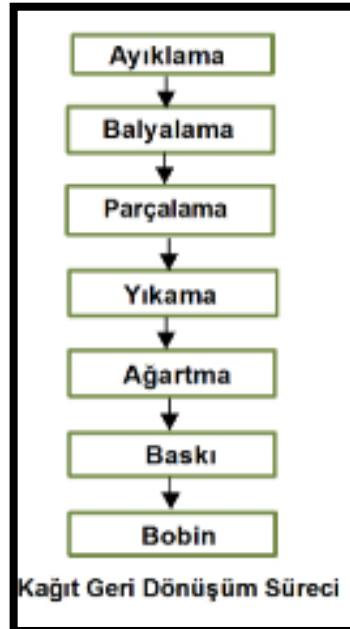 Ayıklama
Balyalama
Parçalama
Yıkama
Ağartma
Baskı
Bobin
Kağıt Geri Dönüşüm Süreci